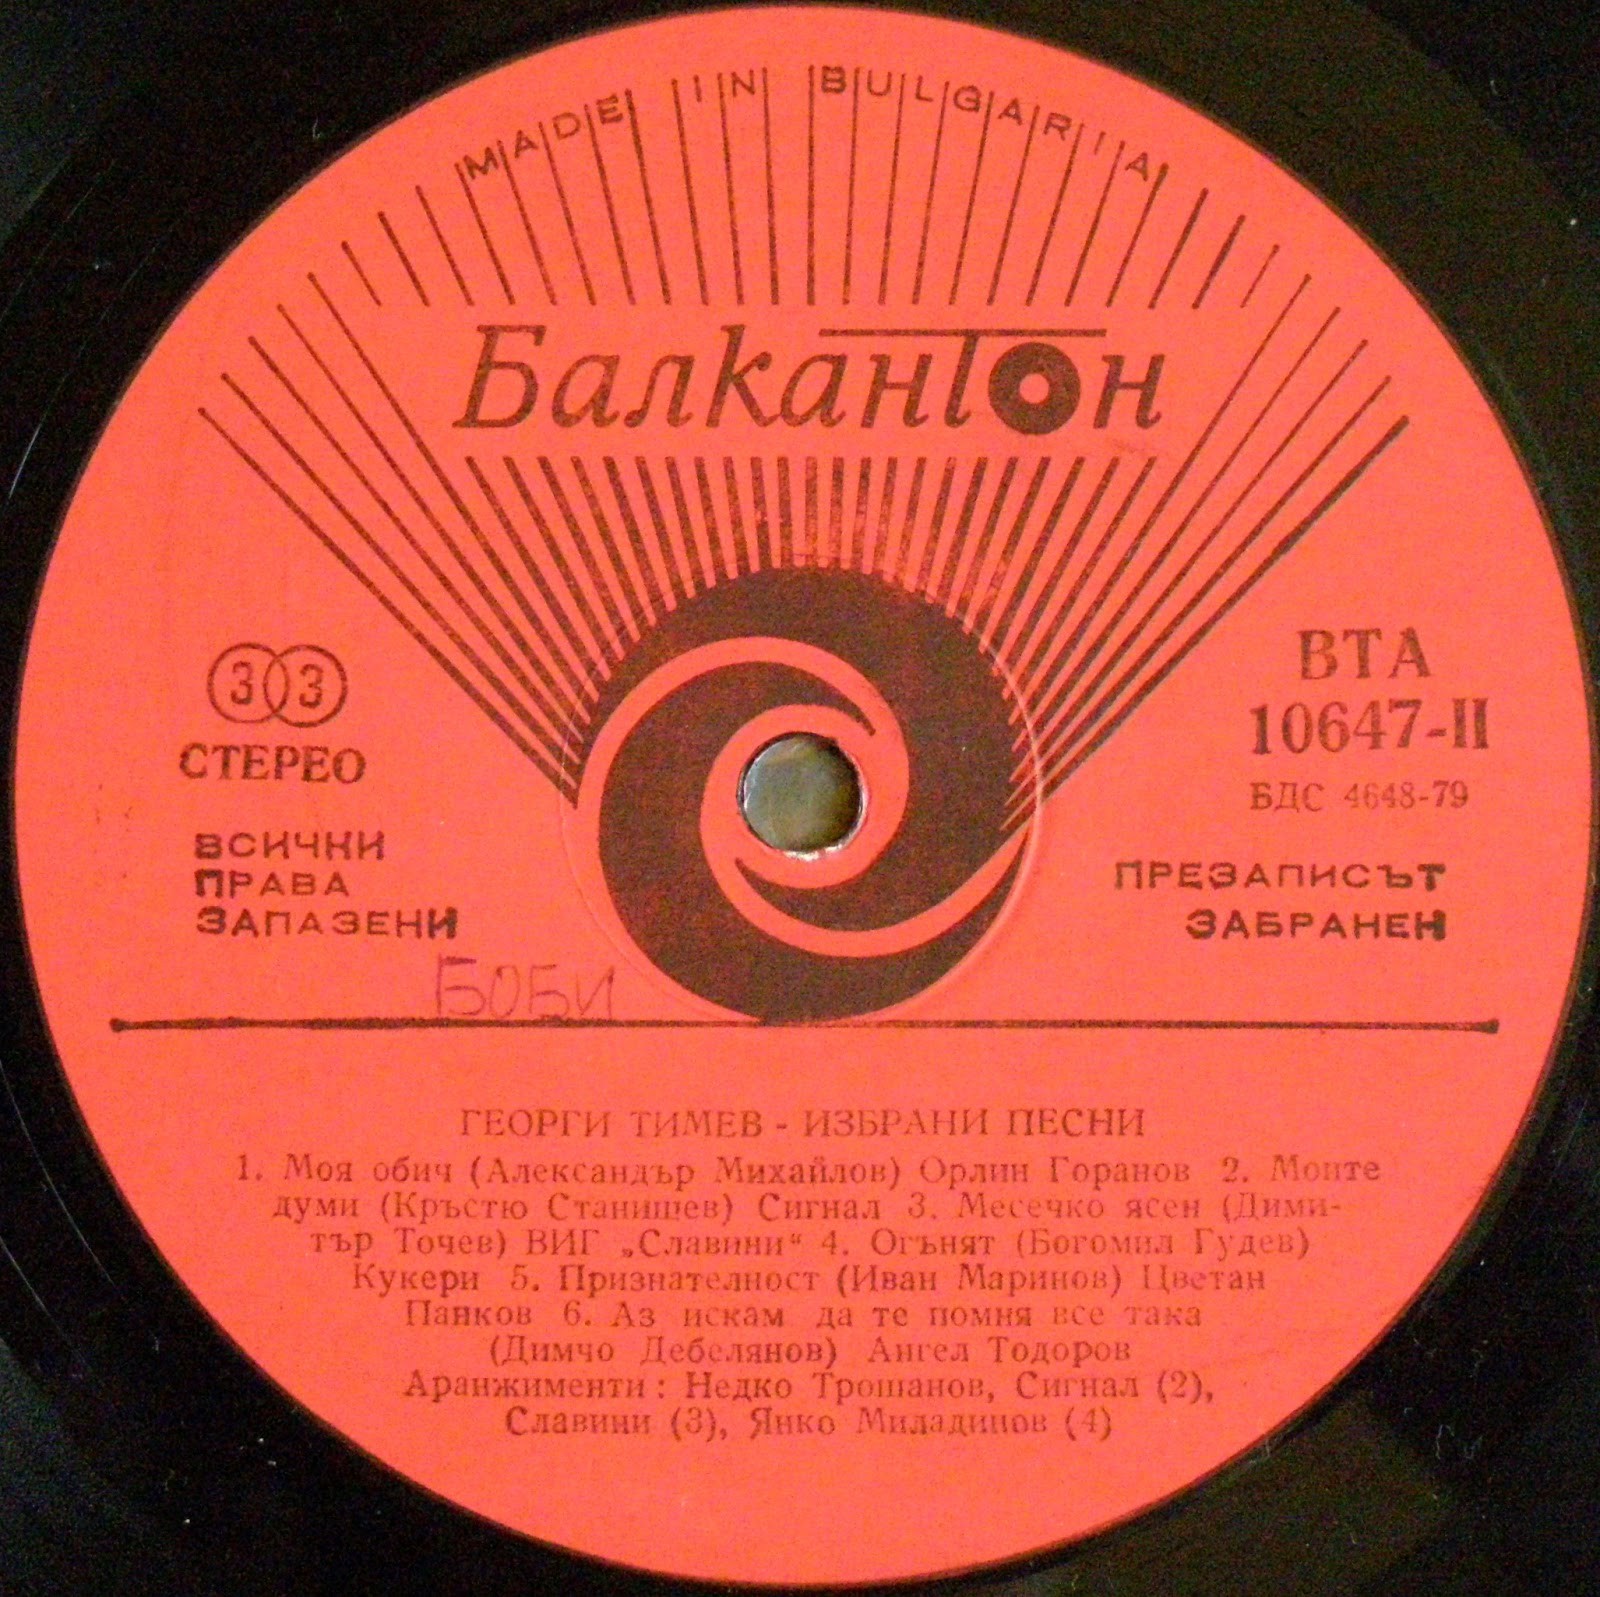 MADE IN BULGARIA
Балкантон
33
СТЕРЕО
ВТА
10647-II
БДС 4648-79
ВСИЧКИ
ПРАВА
ЗАПАЗЕНИ
ПРЕЗАПИСЪТ
ЗАБРАНЕН
БОБИ
ГЕОРГИ ТИМЕВ - ИЗБРАНИ ПЕСНИ
1. Моя обич (Александър Михайлов) Орлин Горанов 2. Моите
думи (Кръстю Станишев) Сигнал 3. Месечко ясен (Дими-
тър Точев) ВИГ „Славини“ 4. Огънят (Богомил Гудев)
Кукери 5. Признателност (Иван Маринов) Цветан
Панков 6. Аз искам да те помня все така
(Димчо Дебелянов) Ангел Тодоров
Аранжименти: Недко Трошанов, Сигнал (2),
Славини (3), Янко Миладинов (4)